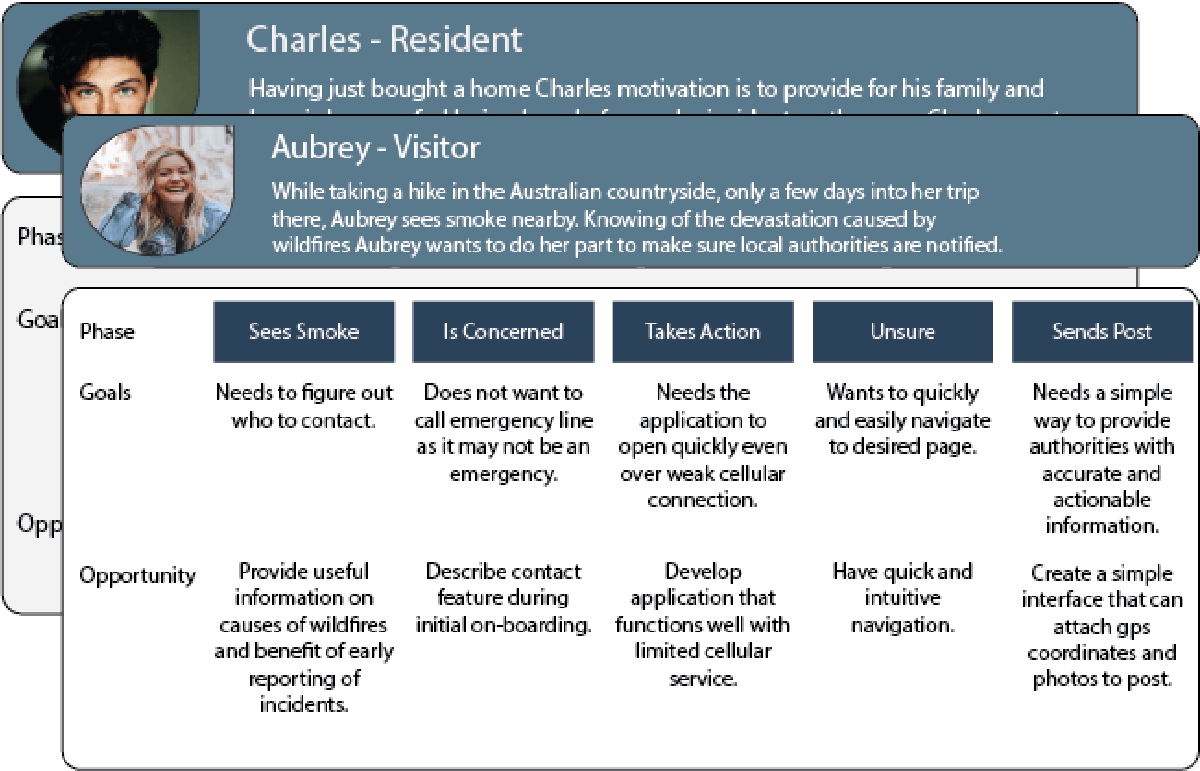 Charles - Resident
Having just bought a home Charles motivation is to provide for his family and
Aubrey - Visitor
While taking a hike in the Australian countryside, only a few days into her trip
there, Aubrey sees smoke nearby. Knowing of the devastation caused by
wildfires Aubrey wants to do her part to make sure local authorities are notified.
Phas
Goal
Opp
Phase
Sees Smoke
Is Concerned
Takes Action
Unsure
Sends Post
Goals
Needs to figure out
who to contact.
Does not want to
call emergency line
as it may not be an
emergency.
Needs the
application to
open quickly even
over weak cellular
connection.
Wants to quickly
and easily navigate
to desired page.
Needs a simple
way to provide
authorities with
accurate and
actionable
information.
Opportunity
Provide useful
information on
causes of wildfires
and benefit of early
reporting of
incidents.
Describe contact
feature during
initial on-boarding.
Develop
application that
functions well with
limited cellular
service.
Have quick and
intuitive
navigation.
Create a simple
interface that can
attach gps
coordinates and
photos to post.